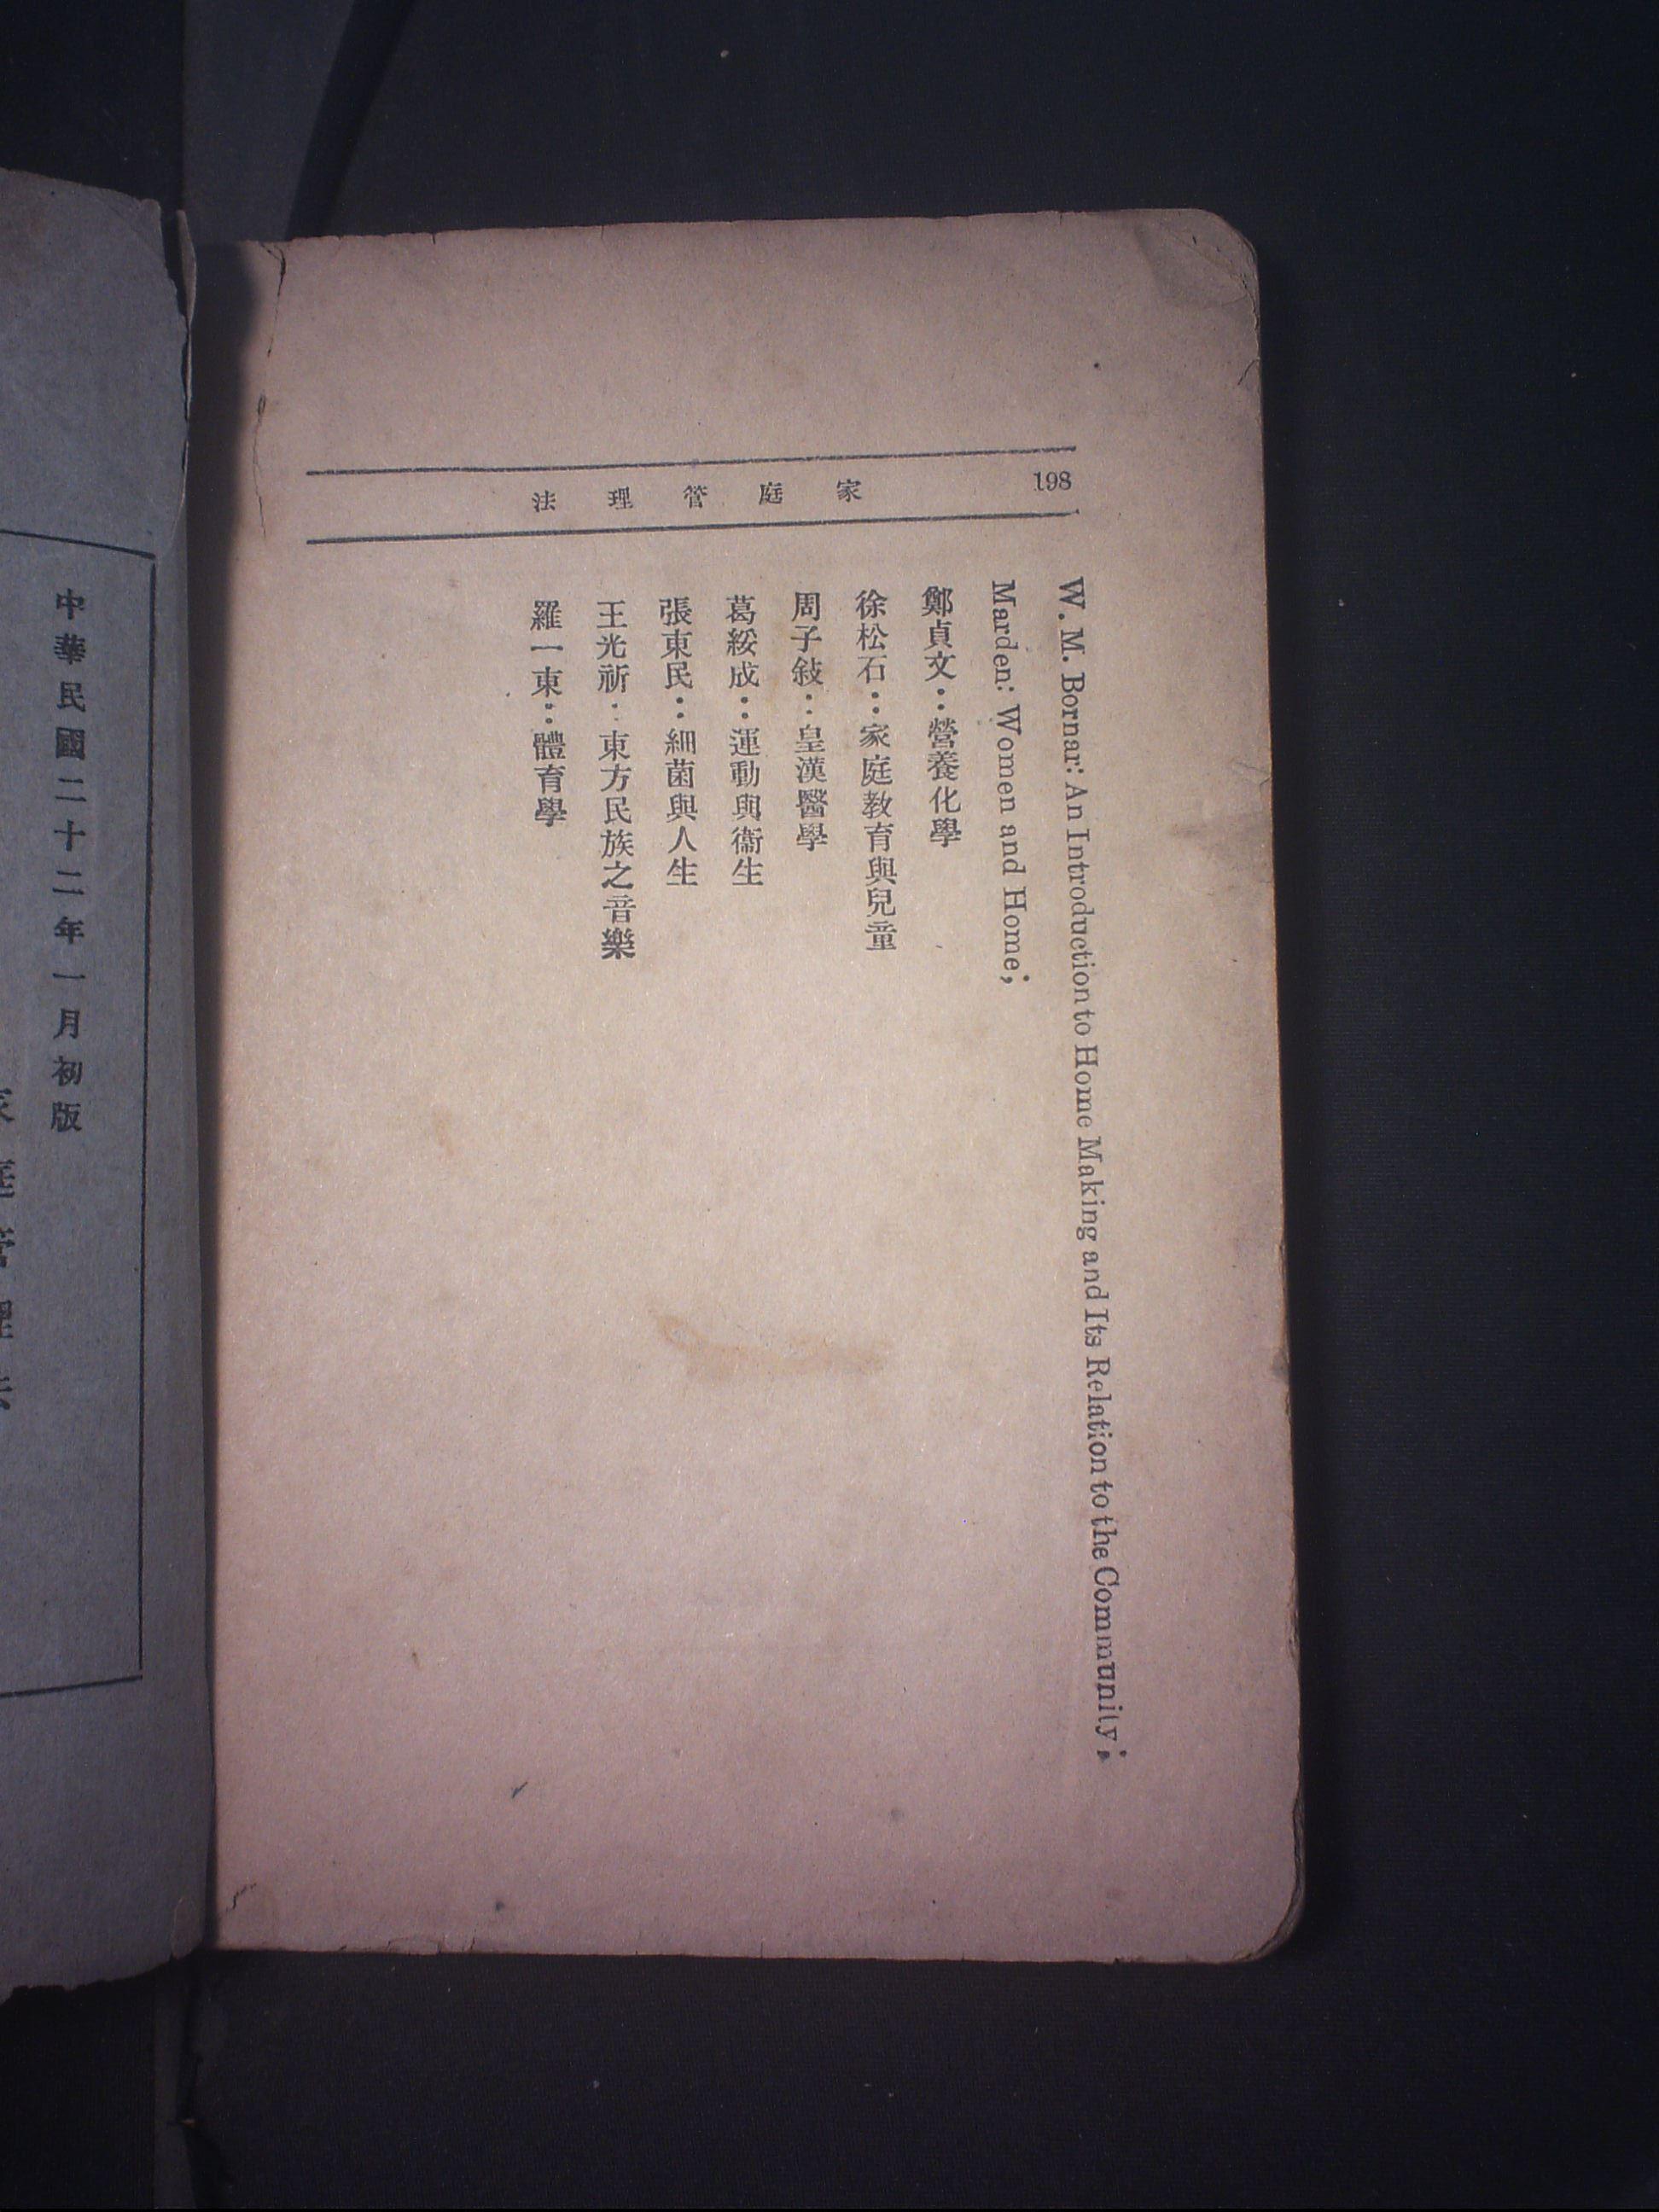 198
家庭管理法
W. M. Bornar: An Introduction to Home Making and Its Relation to the Community;
Marden: Women and Home;
鄭貞文：營養化學
徐松石：家庭教育與兒童
周子敍：皇漢醫學
葛綏成：運動與衞生
張東民：細菌與人生
王光祈：東方民族之音樂
羅一東：體育學
中華民國二十二年一月初版